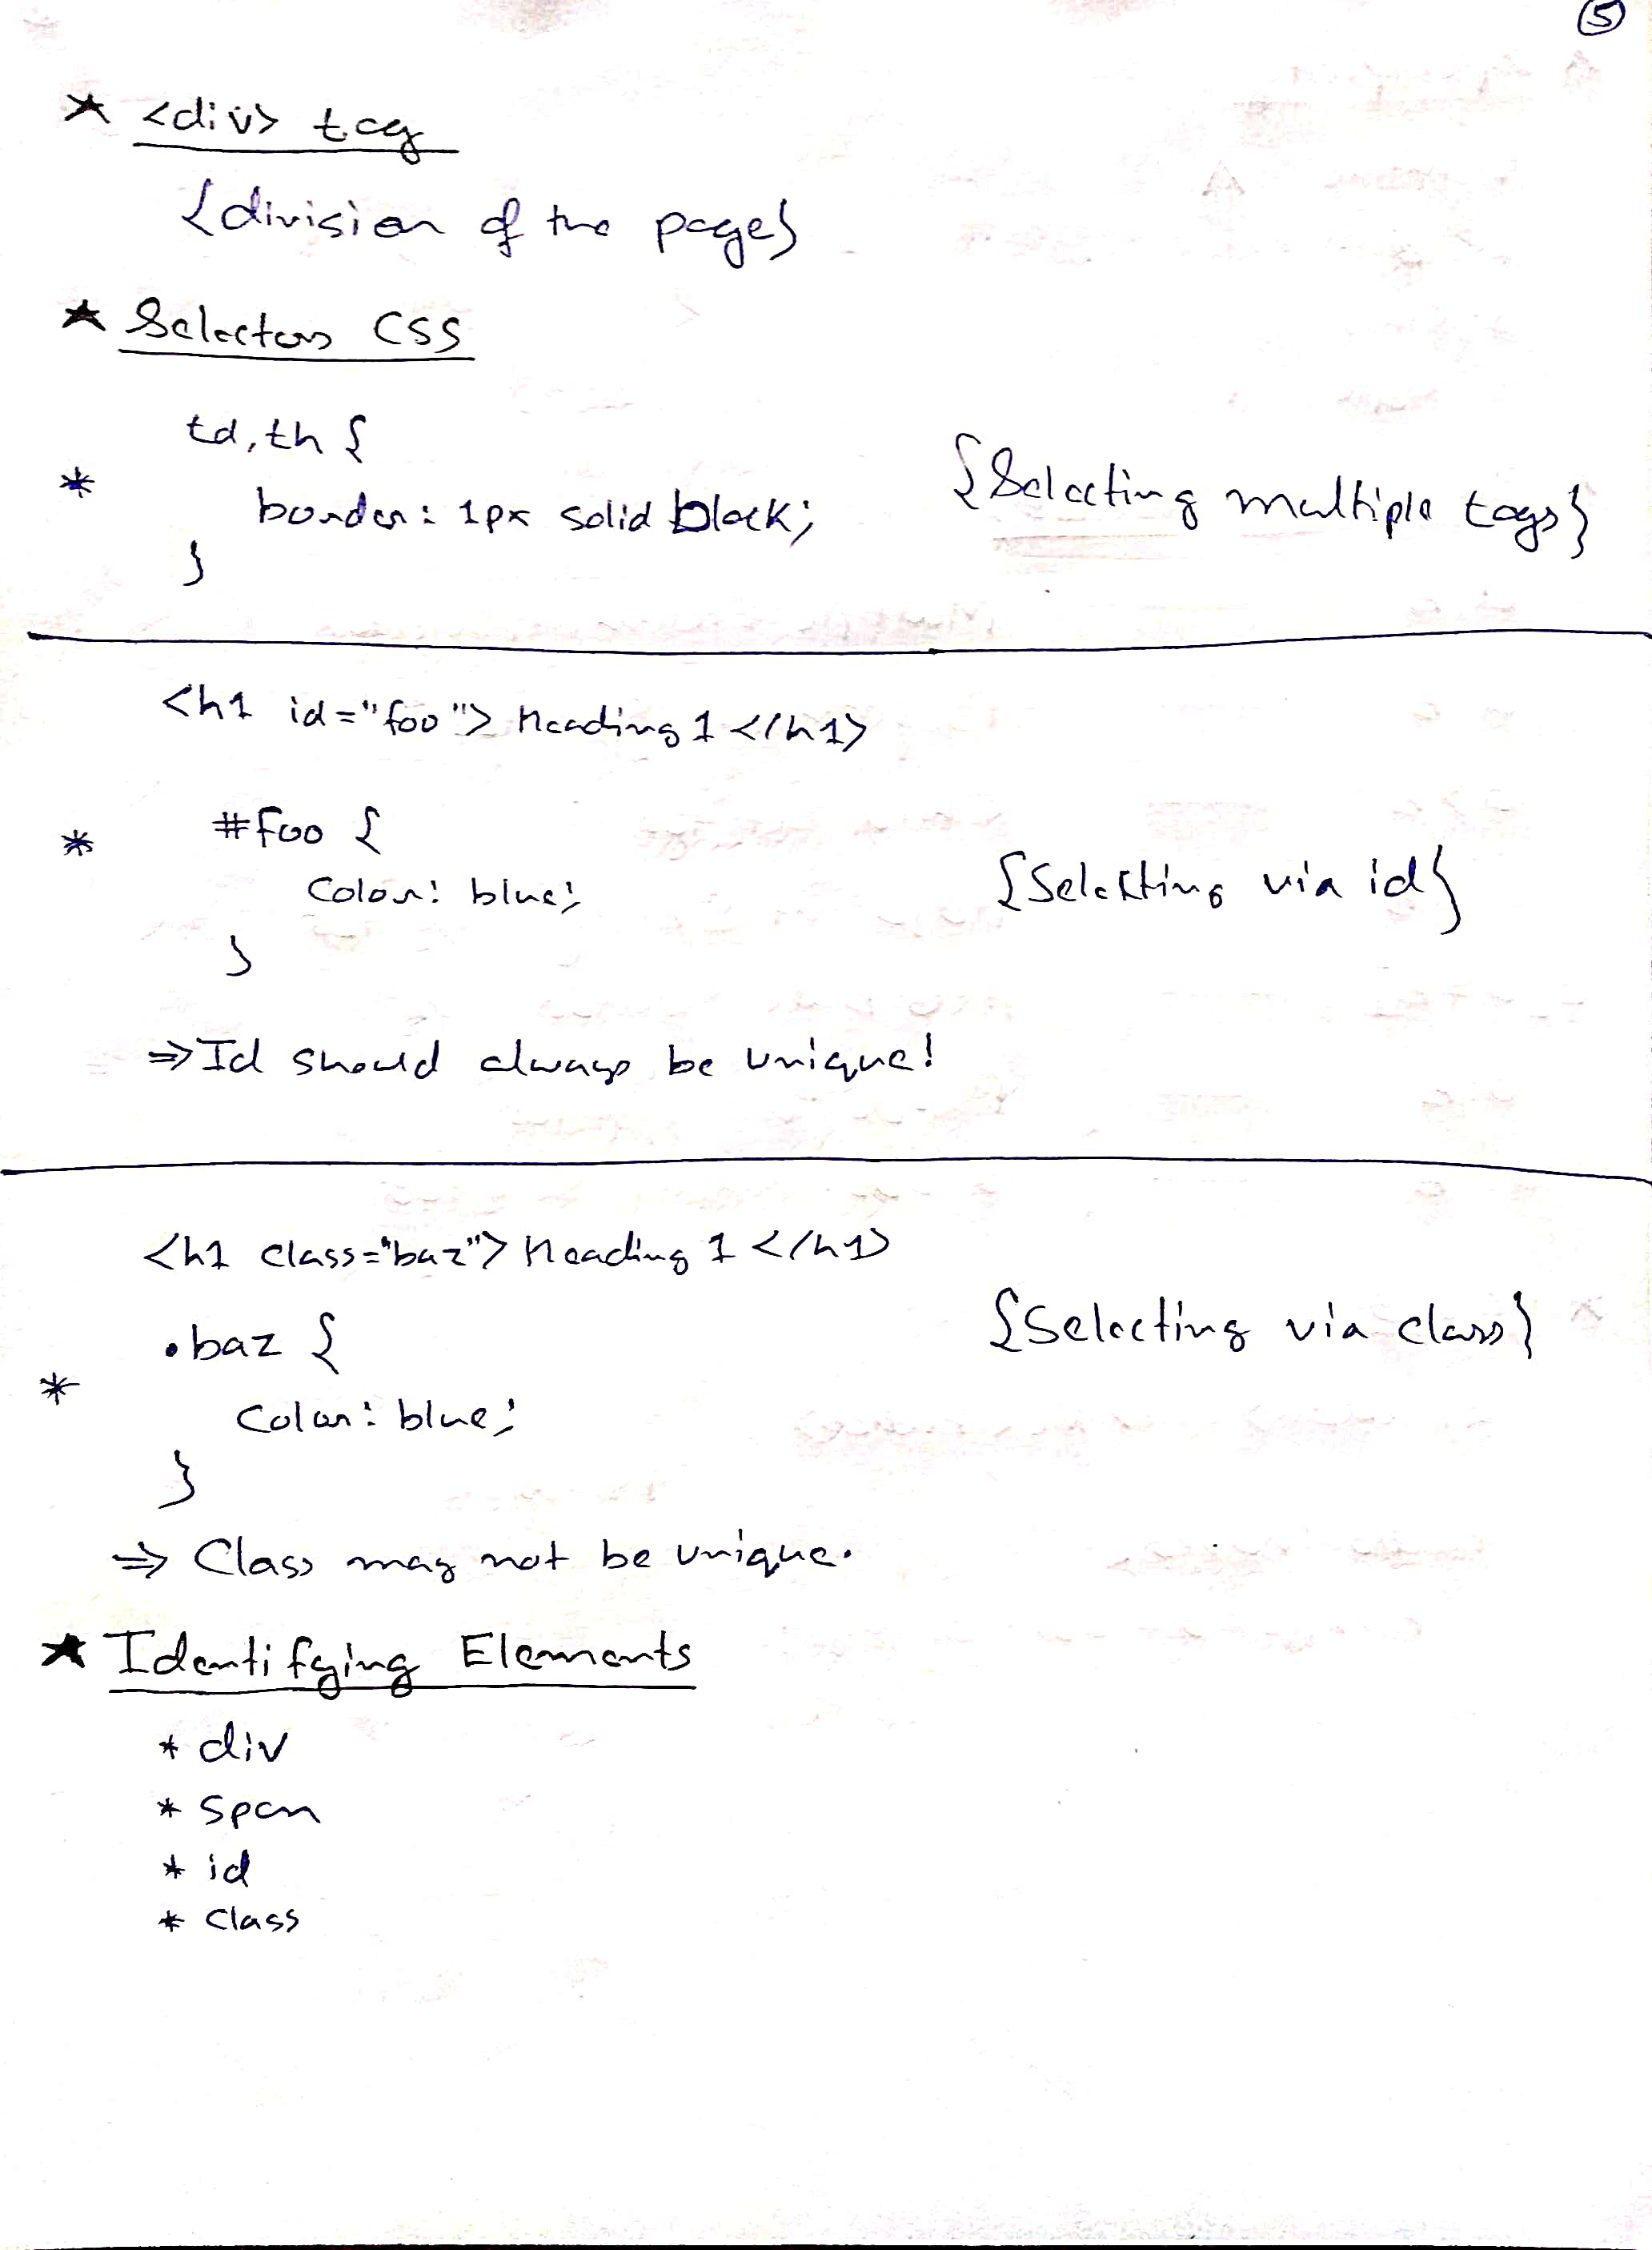 5
★ <div> tag
{division of the page}
★ Selectors CSS
td, th {
* border: 1px solid black; {Selecting multiple tags}
}
<h1 id="foo"> Heading 1 </h1>
* #foo {
color: blue; {Selecting via id}
}
⇒ Id should always be unique!
<h1 class="baz"> Heading 1 </h1>
.baz { {Selecting via class}
* color: blue;
}
⇒ Class may not be unique.
★ Identifying Elements
* div
* span
* id
* class